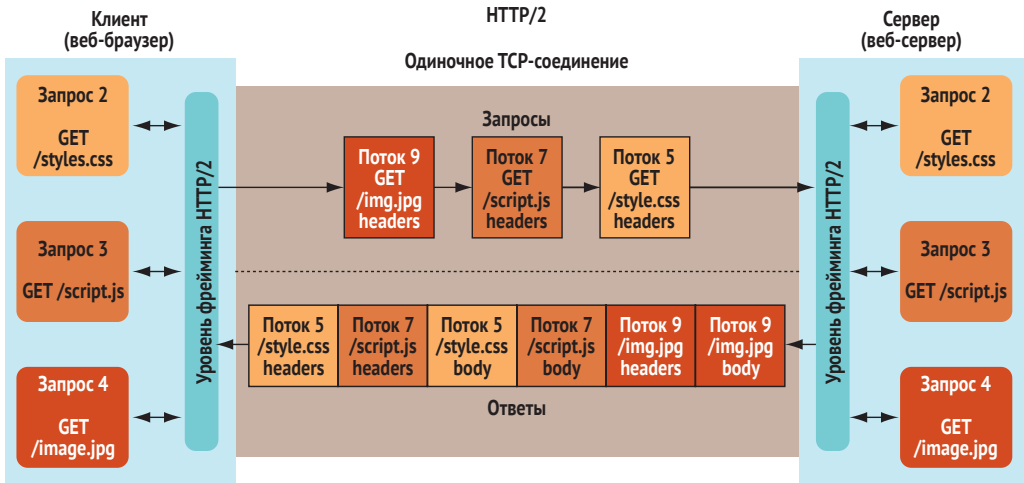 HTTP/2
Клиент
(веб-браузер)
Сервер
(веб-сервер)
Одиночное TCP-соединение
Запрос 2
GET
/styles.css
Запрос 3
GET /script.js
Запрос 4
GET
/image.jpg
Уровень фрейминга HTTP/2
Запросы
Поток 9
GET
/img.jpg
headers
Поток 7
GET
/script.js
headers
Поток 5
GET
/style.css
headers
Поток 5
/style.css
headers
Поток 7
/script.js
headers
Поток 5
/style.css
body
Поток 7
/script.js
body
Поток 9
/img.jpg
headers
Поток 9
/img.jpg
body
Ответы
Уровень фрейминга HTTP/2
Запрос 2
GET
/styles.css
Запрос 3
GET /script.js
Запрос 4
GET
/image.jpg